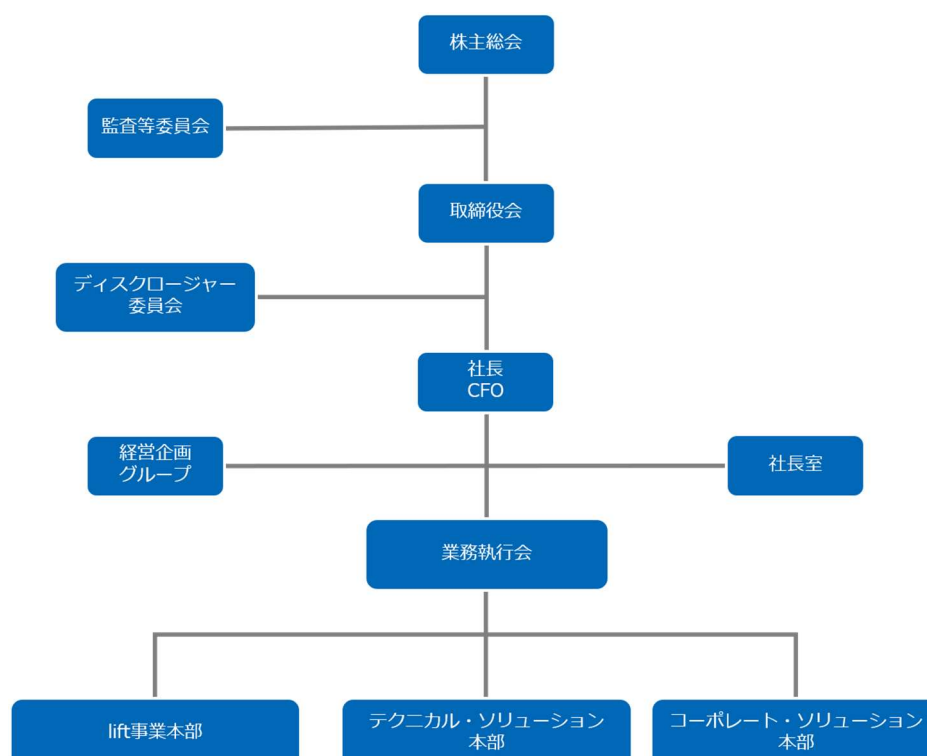 株主総会
監査等委員会
取締役会
ディスクロージャー
委員会
社長
CFO
経営企画
グループ
社長室
業務執行会
lift事業本部
テクニカル・ソリューション
本部
コーポレート・ソリューション
本部